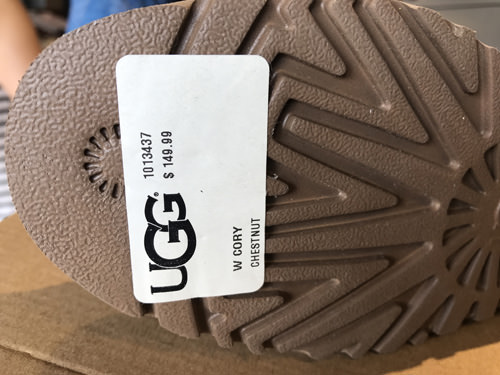 1013437
$ 149.99
UGG®
W CORY
CHESTNUT